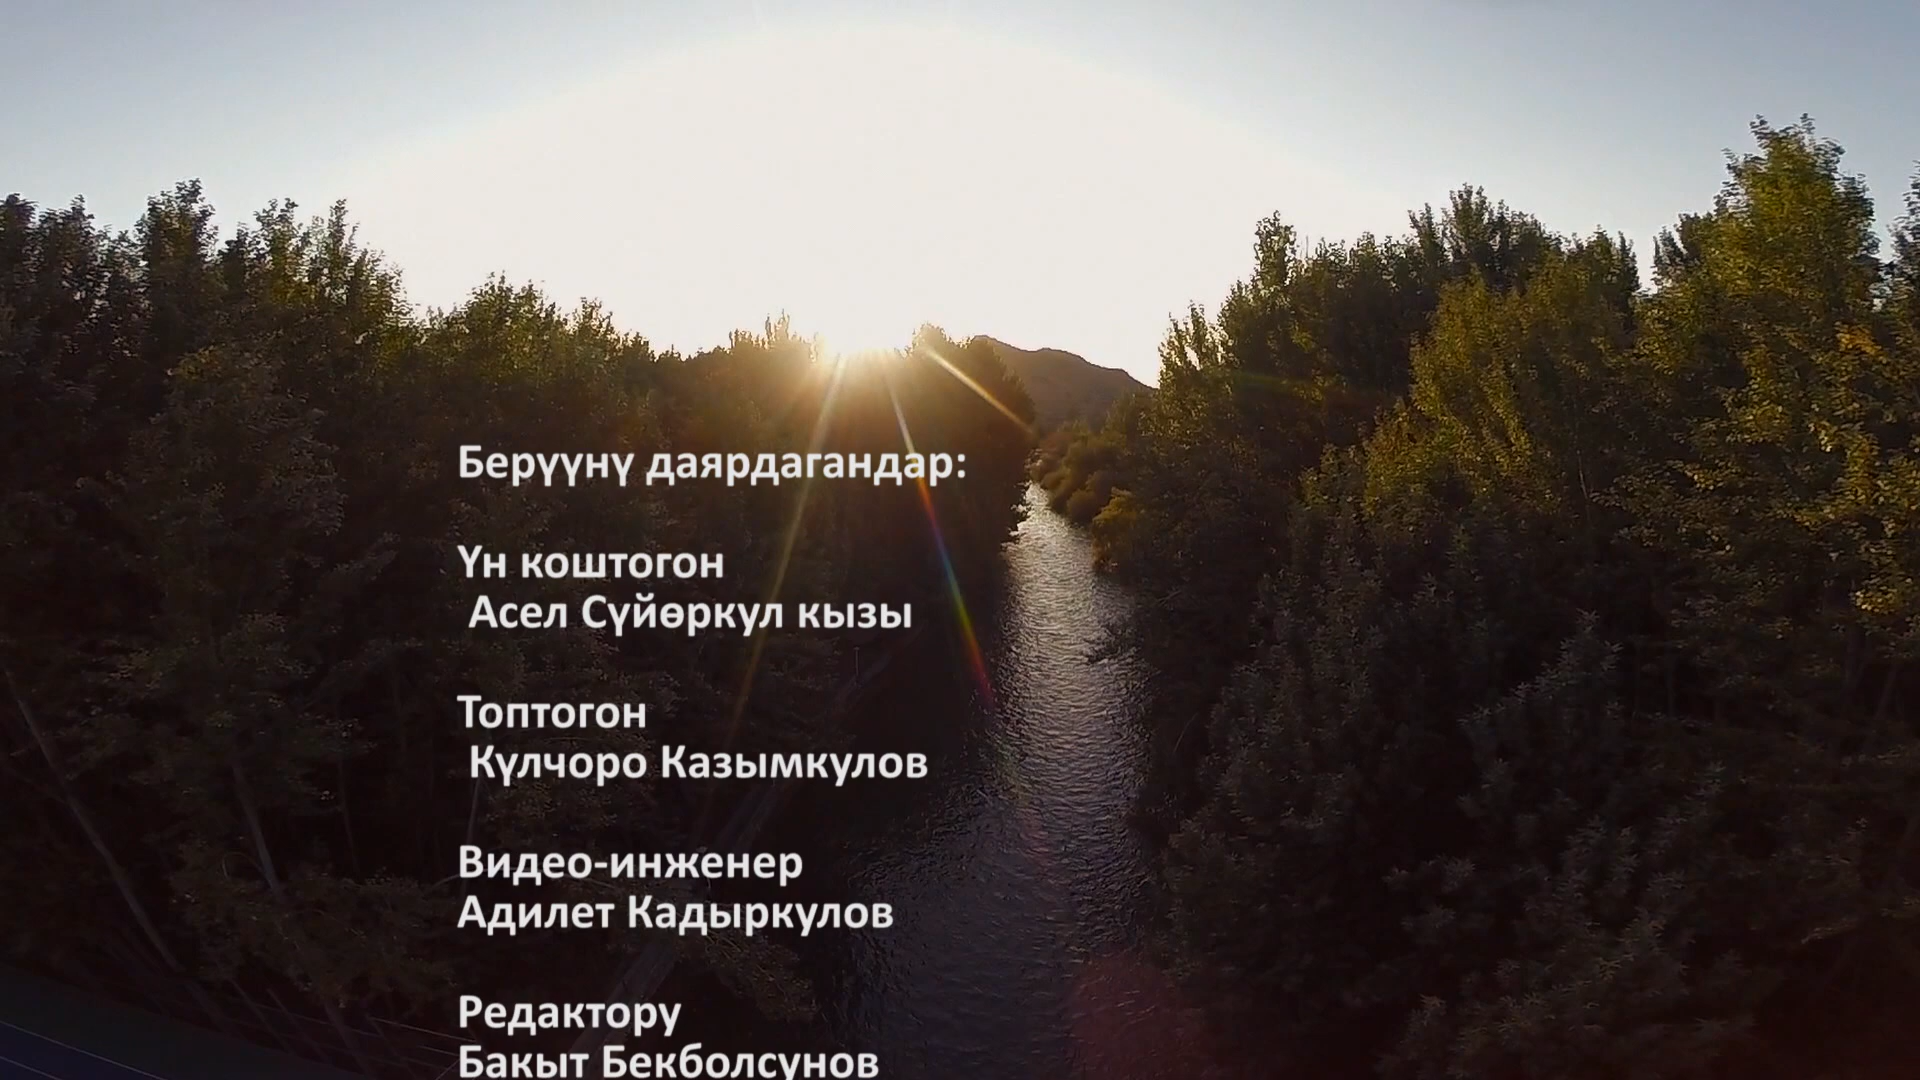 Берүүнү даярдагандар:
Үн коштогон
Асел Сүйөркул кызы
Топтогон
Күлчоро Казымкулов
Видео-инженер
Адилет Кадыркулов
Редактору
Бакыт Бекболсунов